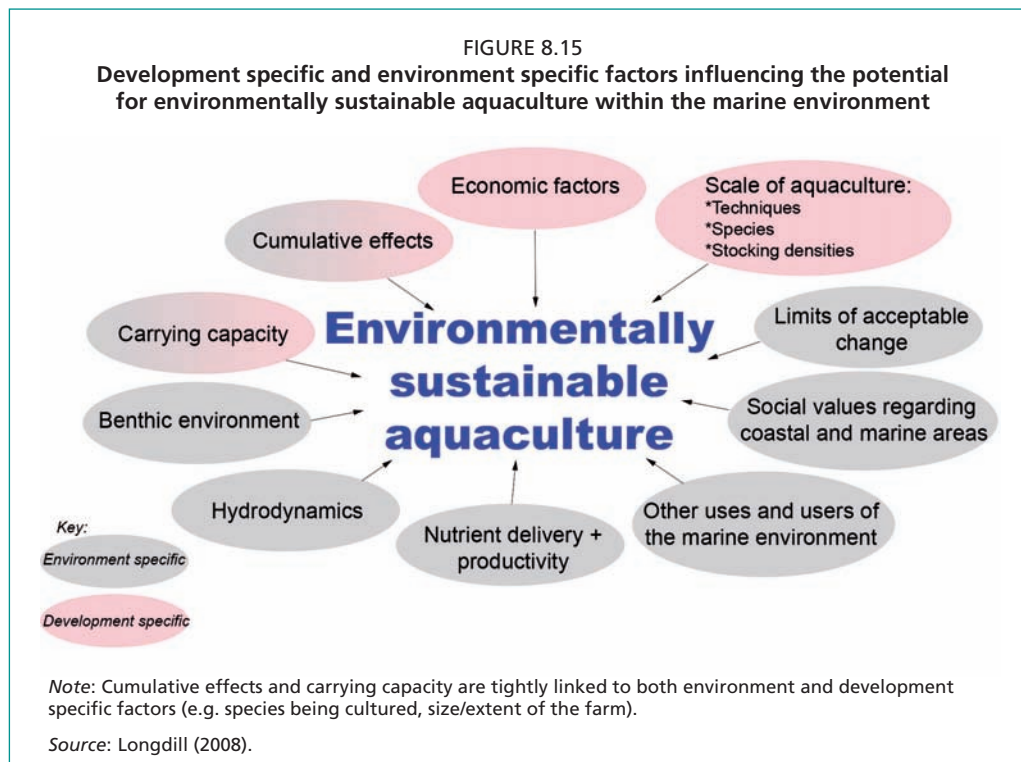 FIGURE 8.15
Development specific and environment specific factors influencing the potential
for environmentally sustainable aquaculture within the marine environment
Economic factors
Scale of aquaculture:
*Techniques
*Species
*Stocking densities
Cumulative effects
Limits of acceptable
change
Carrying capacity
Environmentally
sustainable
aquaculture
Benthic environment
Social values regarding
coastal and marine areas
Hydrodynamics
Nutrient delivery +
productivity
Other uses and users of
the marine environment
Key:
Environment specific
Development specific
Note: Cumulative effects and carrying capacity are tightly linked to both environment and development
specific factors (e.g. species being cultured, size/extent of the farm).
Source: Longdill (2008).